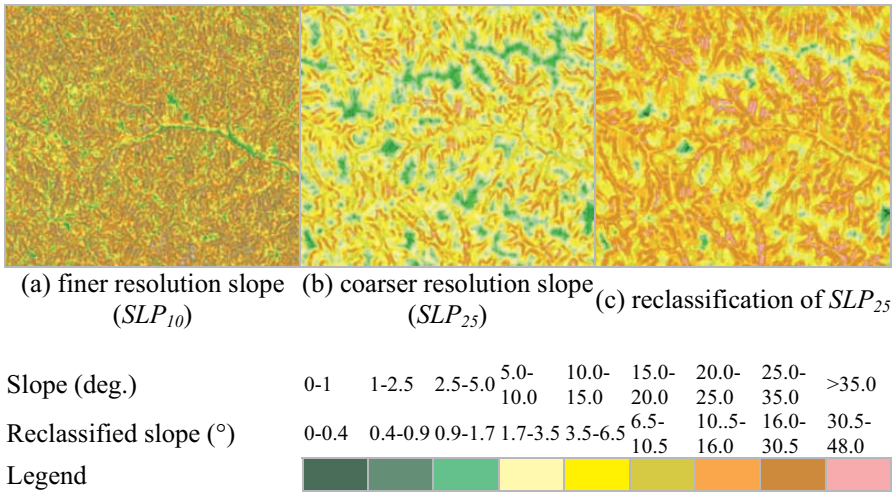 (a) finer resolution slope
(SLP10)
(b) coarser resolution slope
(SLP25)
(c) reclassification of SLP25
Slope (deg.) 0-1 1-2.5 2.5-5.0 5.0-10.0 10.0-15.0 15.0-20.0 20.0-25.0 25.0-35.0 >35.0
Reclassified slope (°) 0-0.4 0.4-0.9 0.9-1.7 1.7-3.5 3.5-6.5 6.5-10.5 10..5-16.0 16.0-30.5 30.5-48.0
Legend